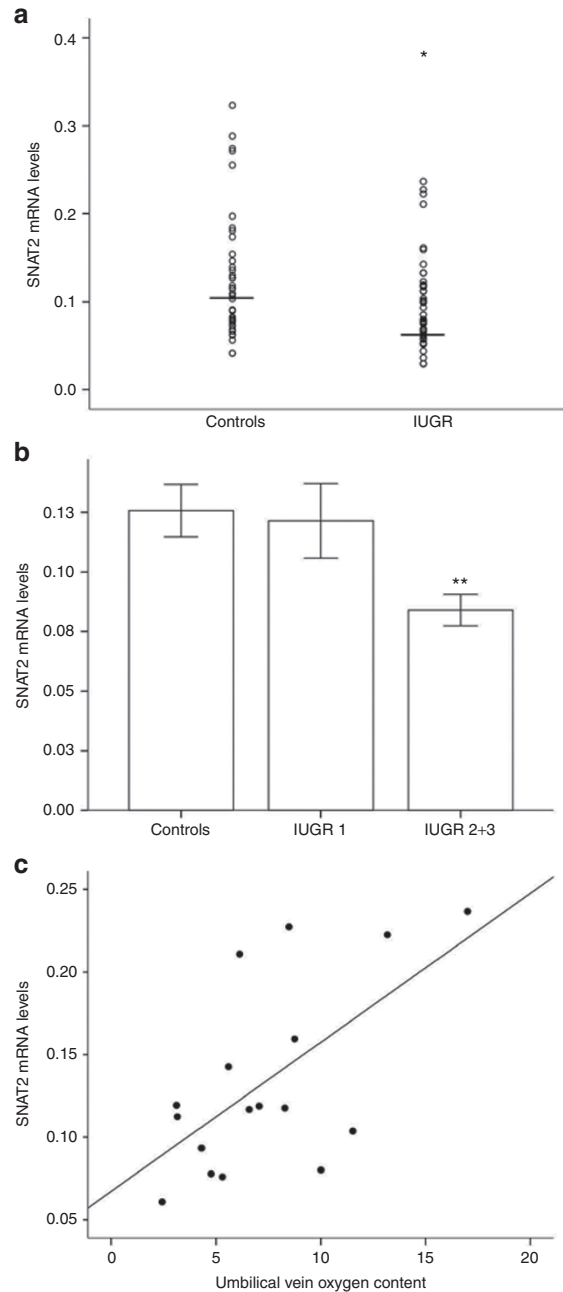 a
0.4
0.3
0.2
0.1
0.0
SNAT2 mRNA levels
*
Controls IUGR
b
0.13
0.10
0.08
0.05
0.03
0.00
SNAT2 mRNA levels
**
Controls IUGR 1 IUGR 2+3
c
0.25
0.20
0.15
0.10
0.05
SNAT2 mRNA levels
0 5 10 15 20
Umbilical vein oxygen content